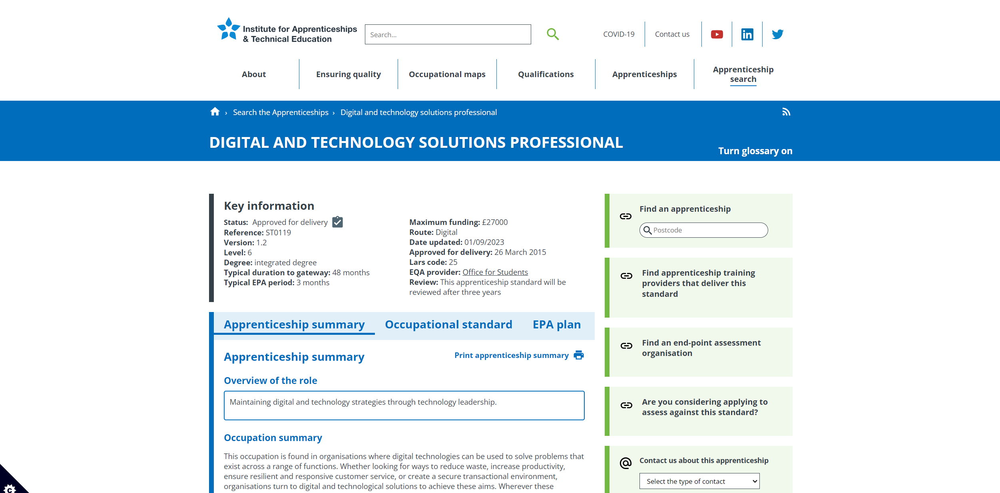 Institute for Apprenticeships
& Technical Education
Search...
COVID-19
Contact us
in
About
Ensuring quality
Occupational maps
Qualifications
Apprenticeships
Apprenticeship
search
› Search the Apprenticeships › Digital and technology solutions professional
DIGITAL AND TECHNOLOGY SOLUTIONS PROFESSIONAL
Turn glossary on
Key information
Status: Approved for delivery
Reference: ST0119
Version: 1.2
Level: 6
Degree: integrated degree
Typical duration to gateway: 48 months
Typical EPA period: 3 months
Maximum funding: £27000
Route: Digital
Date updated: 01/09/2023
Approved for delivery: 26 March 2015
Lars code: 25
EQA provider: Office for Students
Review: This apprenticeship standard will be
reviewed after three years
Apprenticeship summary
Occupational standard
EPA plan
Apprenticeship summary
Print apprenticeship summary
Overview of the role
Maintaining digital and technology strategies through technology leadership.
Occupation summary
This occupation is found in organisations where digital technologies can be used to solve problems that
exist across a range of functions. Whether looking for ways to reduce waste, increase productivity,
ensure resilient and responsive customer service, or create a secure transactional environment,
organisations turn to digital and technological solutions to achieve these aims. Wherever these
Find an apprenticeship
Postcode
Find apprenticeship training
providers that deliver this
standard
Find an end-point assessment
organisation
Are you considering applying to
assess against this standard?
@
Contact us about this apprenticeship
Select the type of contact
C